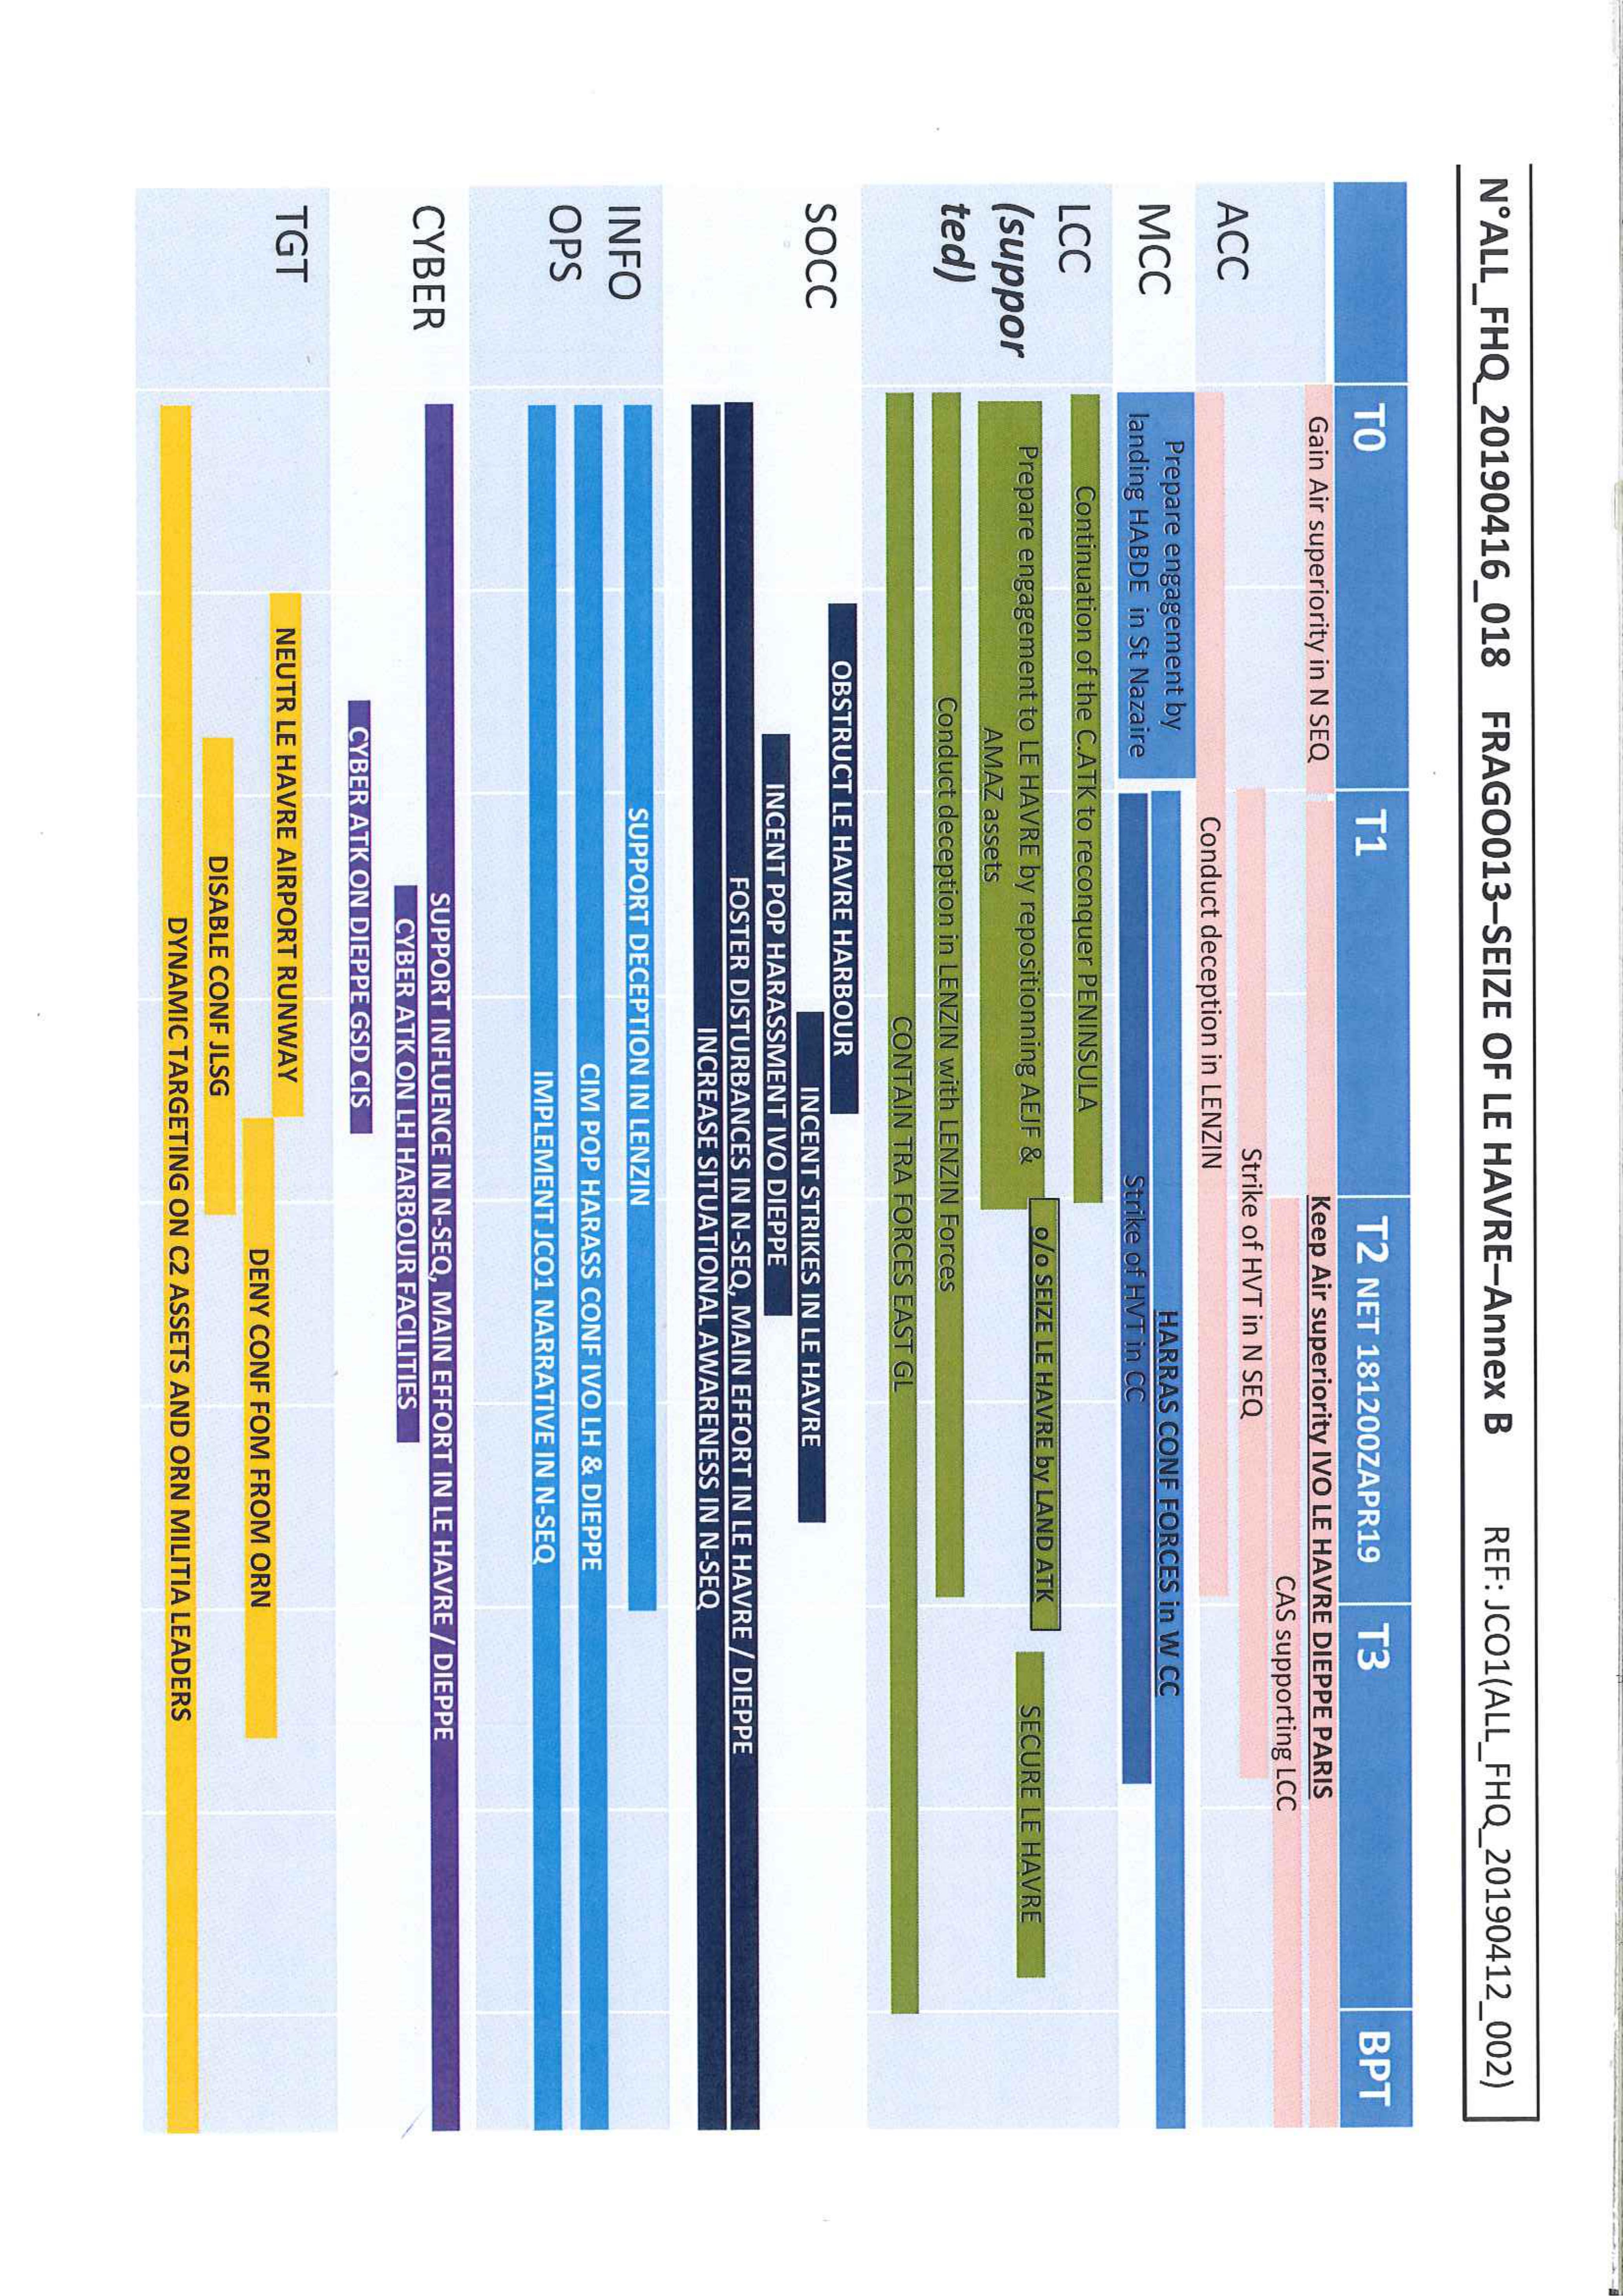 N°ALL_FHQ_20190416_018 FRAGO013–SEIZE OF LE HAVRE–Annex B REF: JCO1(ALL_FHQ_20190412_002)
T0 T1 T2 NET 181200ZAPR19 T3 BPT
ACC
Gain Air superiority in N SEQ
Keep Air superiority IVO LE HAVRE DIEPPE PARIS
CAS supporting LCC
Strike of HVT in N SEQ
Conduct deception in LENZIN
MCC
Prepare engagement by
landing HABDE in St Nazaire
HARRAS CONF FORCES in W CC
Strike of HVT in CC
LCC
(suppor
ted)
Continuation of the C.ATK to reconquer PENINSULA
Prepare engagement to LE HAVRE by repositionning AEJF &
AMAZ assets
o/o SEIZE LE HAVRE by LAND ATK
SECURE LE HAVRE
Conduct deception in LENZIN with LENZIN Forces
CONTAIN TRA FORCES EAST GL
SOCC
OBSTRUCT LE HAVRE HARBOUR
INCENT STRIKES IN LE HAVRE
INCENT POP HARASSMENT IVO DIEPPE
FOSTER DISTURBANCES IN N-SEQ, MAIN EFFORT IN LE HAVRE / DIEPPE
INCREASE SITUATIONAL AWARENESS IN N-SEQ
INFO
OPS
SUPPORT DECEPTION IN LENZIN
CIM POP HARASS CONF IVO LH & DIEPPE
IMPLEMENT JCO1 NARRATIVE IN N-SEQ
CYBER
SUPPORT INFLUENCE IN N-SEQ, MAIN EFFORT IN LE HAVRE / DIEPPE
CYBER ATK ON LH HARBOUR FACILITIES
CYBER ATK ON DIEPPE GSD CIS
TGT
NEUTR LE HAVRE AIRPORT RUNWAY
DENY CONF FOM FROM ORN
DISABLE CONF JLSG
DYNAMIC TARGETING ON C2 ASSETS AND ORN MILITIA LEADERS